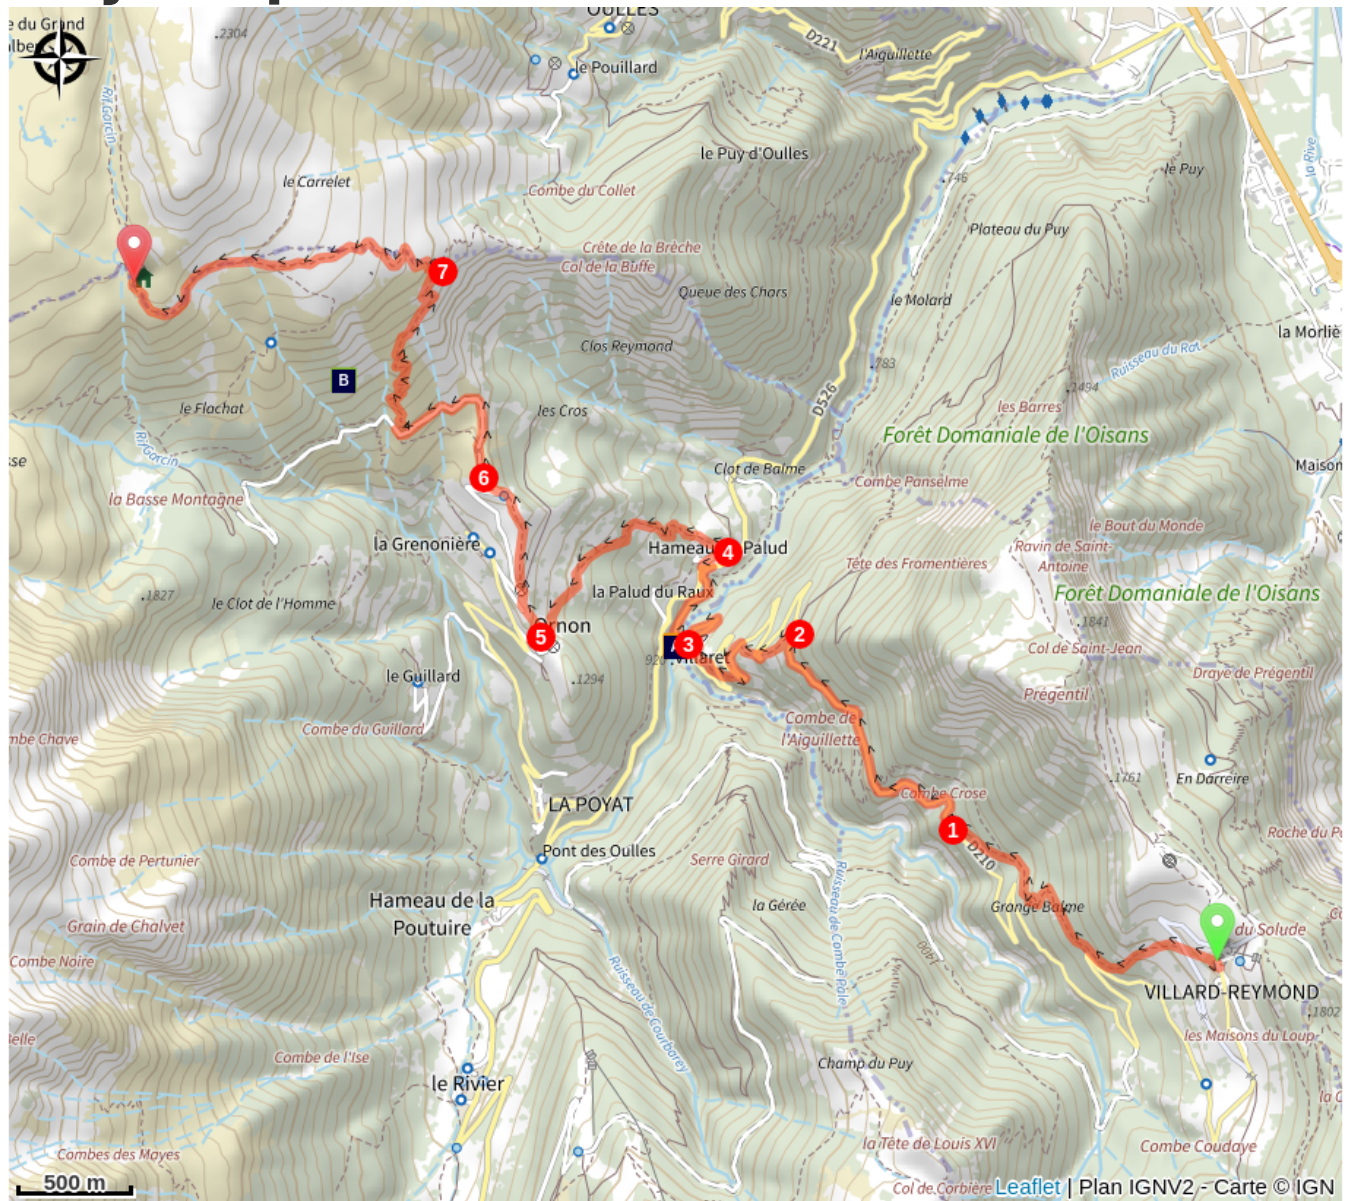 OULLES
.2304
le Pouillard
D221
l'Aiguillette
Rif Garcin
le Puy d'Oulles
le Puy
la Rive
le Carrelet
Combe du Collet
.746
Plateau du Puy
Crête de la Brèche
Col de la Buffe
7
Queue des Chars
le Molard
la Morliè
Clos Reymond
.783
Ruisseau du Rat
B
.1494
le Flachat
les Cros
D526
les Barres
Forêt Domaniale de l'Oisans
Rif Garcin
Clot de Balme
Maison
6
Combe Panselme
la Basse Montagne
le Bout du Monde
la Grenonière
Hameau
4
Palud
Ravin de Saint-
Antoine
Tête des Fromentières
la Palud du Raux
Forêt Domaniale de l'Oisans
.1827
le Clot de l'Homme
.1841
5
Ornon
3
2
Villaret
Col de Saint-Jean
le Guillard
.1294
Draye de Prégentil
Prégentil
Combe du Guillard
Combe de
l'Aiguillette
.1761
En Darreire
Combe Crose
LA POYAT
1
D210
Pont des Oulles
Combe de Pertunier
Serre Girard
Hameau de la
Poutuire
la Gérée
Grange Balme
Grain de Chalvet
du Solude
Ruisseau de Combe Pale
1400
Combe Noire
VILLARD-REYMOND
.1802
Ruisseau de Courbarey
les Maisons du Loup
Combe de l'Ise
Champ du Puy
le Rivier
la Tête de Louis XVI
Combe Coudaye
Combes des Mayes
500 m
Col de Corbière
Leaflet | Plan IGNV2 - Carte © IGN